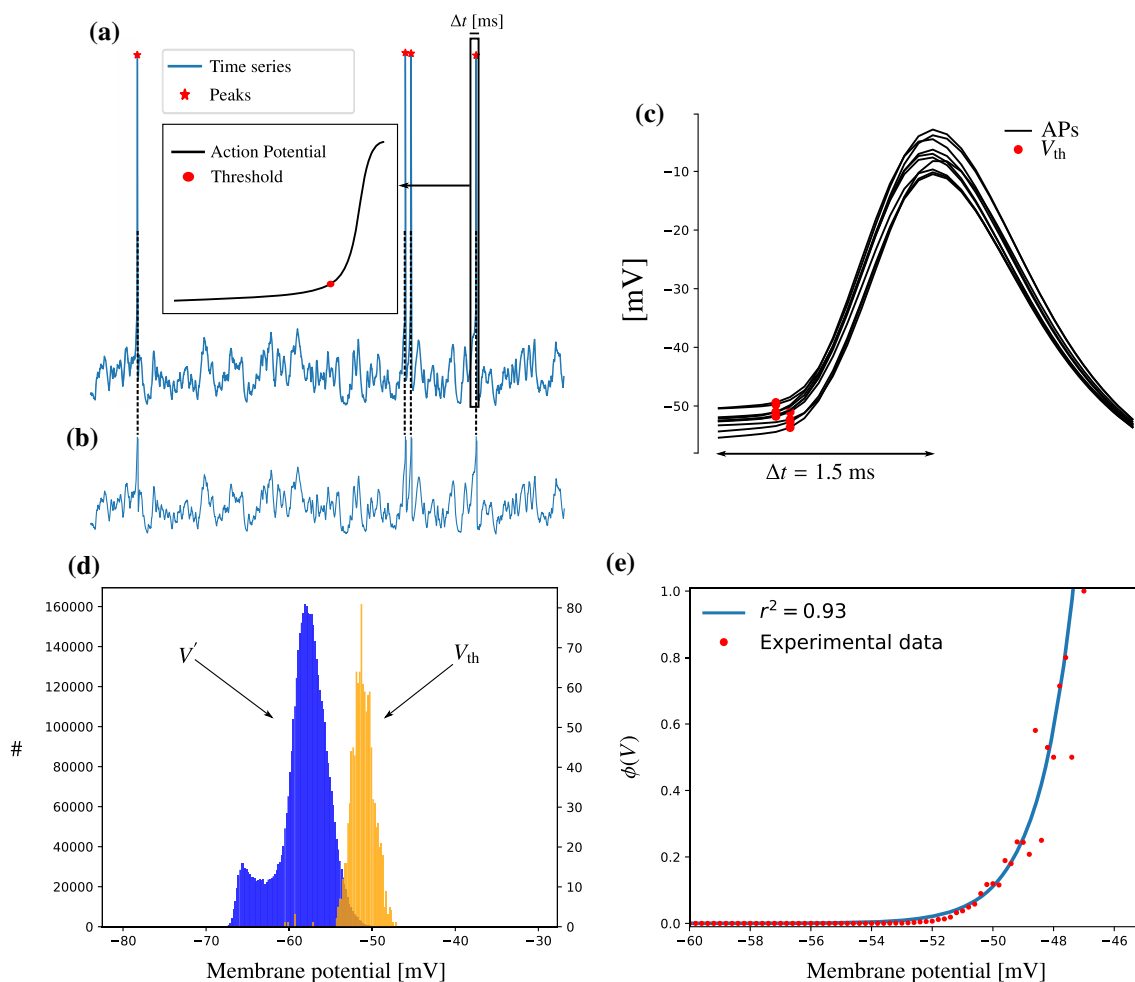 (a)
Δt [ms]
Time series
Peaks
Action Potential
Threshold
(b)
(c)
APs
V_th
−10
−20
−30
−40
−50
[mV]
Δt = 1.5 ms
(d)
160000
140000
120000
100000
80000
60000
40000
20000
0
80
70
60
50
40
30
20
10
0
V′
V_th
#
−80
−70
−60
−50
−40
−30
Membrane potential [mV]
(e)
r² = 0.93
Experimental data
1.0
0.8
0.6
0.4
0.2
0.0
ϕ(V)
−60
−58
−56
−54
−52
−50
−48
−46
Membrane potential [mV]